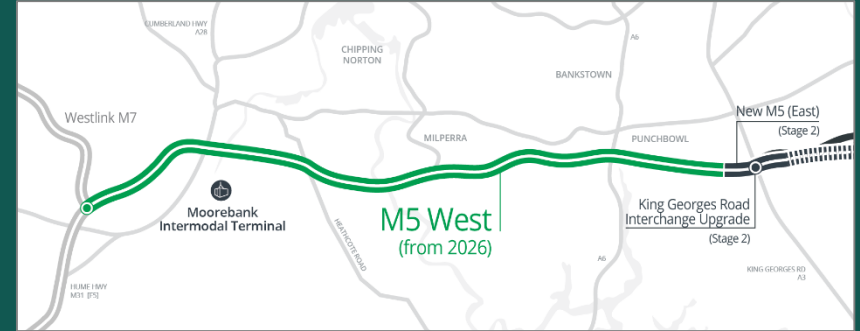 CUMBERLAND HWY
A28
CHIPPING
NORTON
A6
BANKSTOWN
Westlink M7
New M5 (East)
(Stage 2)
MILPERRA
PUNCHBOWL
Moorebank
Intermodal Terminal
M5 West
(from 2026)
King Georges Road
Interchange Upgrade
(Stage 2)
HEATHCOTE ROAD
A6
KING GEORGES RD
A3
HUME HWY
M31 [F5]